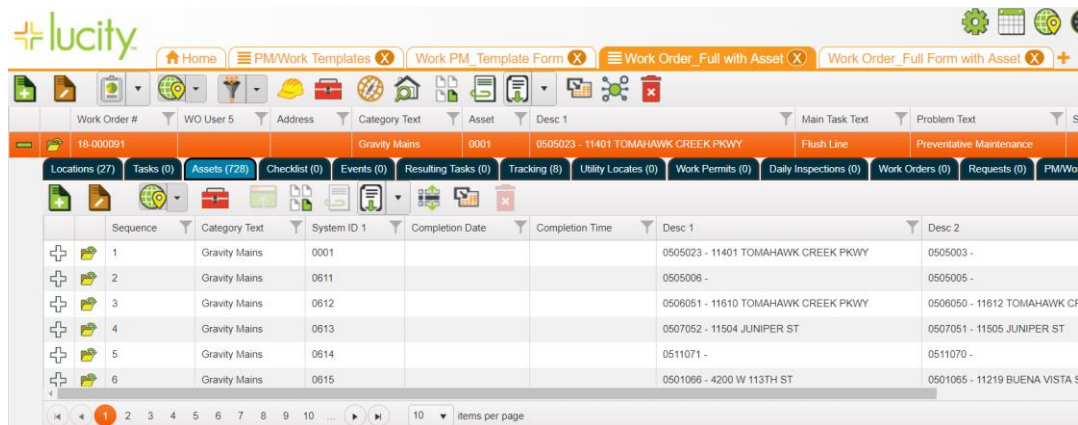 lucity
Home PM/Work Templates X Work PM_Template Form X Work Order_Full with Asset X Work Order_Full Form with Asset X +
Work Order # WO User 5 Address Category Text Asset Desc 1 Main Task Text Problem Text S
18-000091 Gravity Mains 0001 0505023 - 11401 TOMAHAWK CREEK PKWY Flush Line Preventative Maintenance
Locations (27) Tasks (0) Assets (728) Checklist (0) Events (0) Resulting Tasks (0) Tracking (8) Utility Locates (0) Work Permits (0) Daily Inspections (0) Work Orders (0) Requests (0) PM/Wo
Sequence Category Text System ID 1 Completion Date Completion Time Desc 1 Desc 2
1 Gravity Mains 0001 0505023 - 11401 TOMAHAWK CREEK PKWY 0505003 -
2 Gravity Mains 0611 0505006 - 0505005 -
3 Gravity Mains 0612 0506051 - 11610 TOMAHAWK CREEK PKWY 0506050 - 11612 TOMAHAWK CR
4 Gravity Mains 0613 0507052 - 11504 JUNIPER ST 0507051 - 11505 JUNIPER ST
5 Gravity Mains 0614 0511071 - 0511070 -
6 Gravity Mains 0615 0501066 - 4200 W 113TH ST 0501065 - 11219 BUENA VISTA S
1 2 3 4 5 6 7 8 9 10 ... 10 items per page